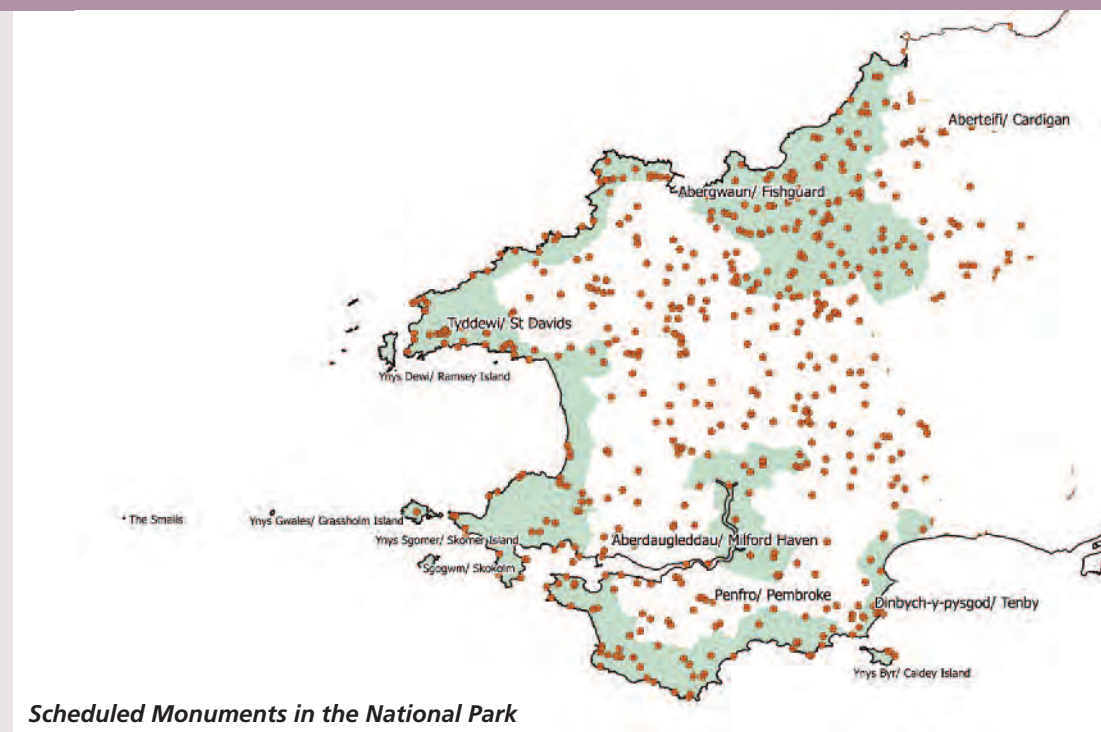 Aberteifi/ Cardigan
Abergwaun/ Fishguard
Tyddewi/ St Davids
Ynys Dewi/ Ramsey Island
The Smalls
Ynys Gwales/ Grassholm Island
Ynys Sgomer/ Skomer Island
Aberdaugleddau/ Milford Haven
Sgogwm/ Skokolm
Penfro/ Pembroke
Dinbych-y-pysgod/ Tenby
Ynys Byr/ Caldey Island
Scheduled Monuments in the National Park